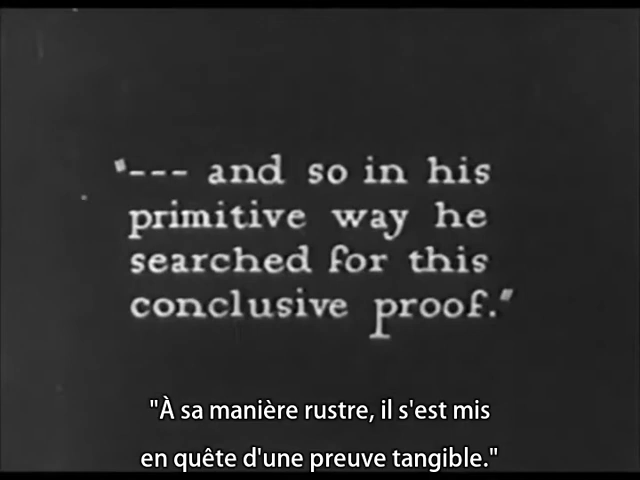 "--- and so in his
primitive way he
searched for this
conclusive proof."
"À sa manière rustre, il s'est mis
en quête d'une preuve tangible."